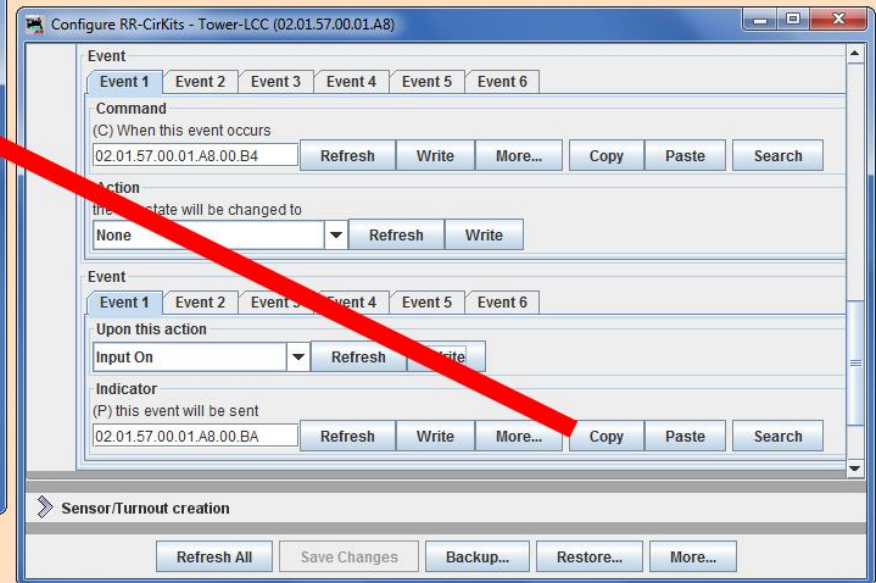 Configure RR-CirKits - Tower-LCC (02.01.57.00.01.A8)
Event
Event 1 Event 2 Event 3 Event 4 Event 5 Event 6
Command
(C) When this event occurs
02.01.57.00.01.A8.00.B4 Refresh Write More... Copy Paste Search
Action
the state will be changed to
None Refresh Write
Event
Event 1 Event 2 Event 3 Event 4 Event 5 Event 6
Upon this action
Input On Refresh Write
Indicator
(P) this event will be sent
02.01.57.00.01.A8.00.BA Refresh Write More... Copy Paste Search
Sensor/Turnout creation
Refresh All Save Changes Backup... Restore... More...